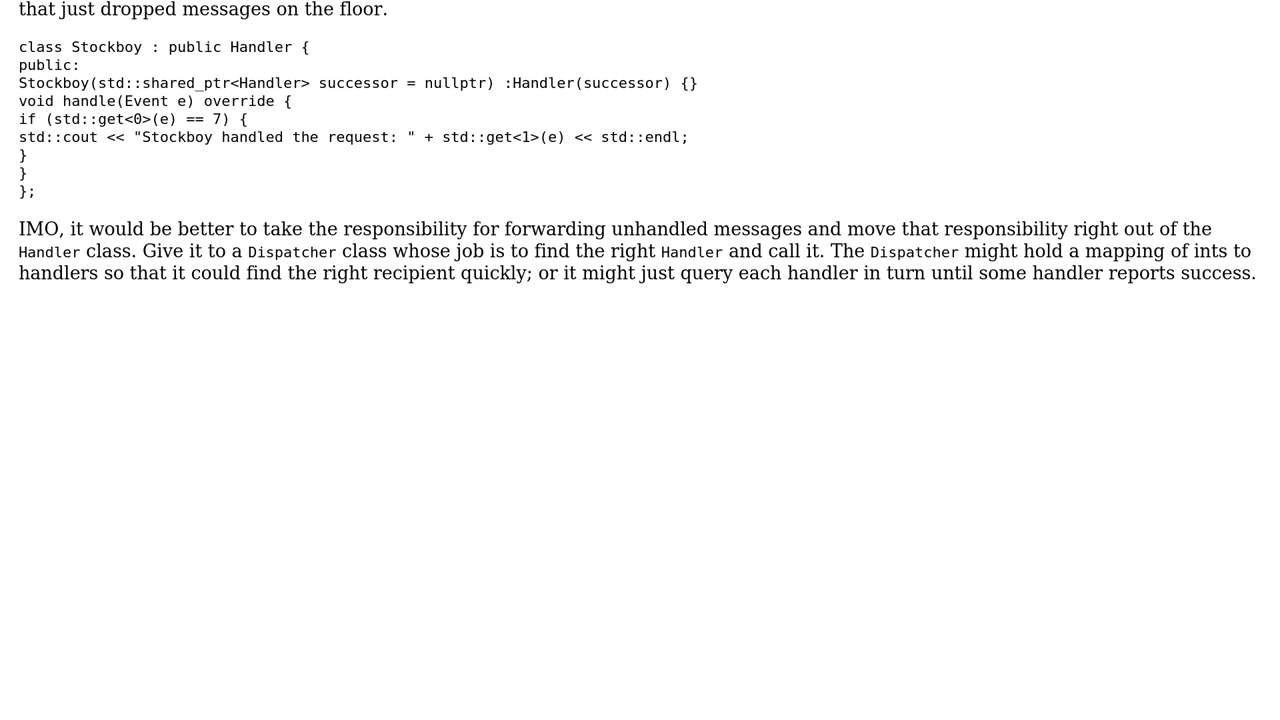 that just dropped messages on the floor.
class Stockboy : public Handler {
public:
Stockboy(std::shared_ptr<Handler> successor = nullptr) :Handler(successor) {}
void handle(Event e) override {
if (std::get<0>(e) == 7) {
std::cout << "Stockboy handled the request: " + std::get<1>(e) << std::endl;
}
}
};
IMO, it would be better to take the responsibility for forwarding unhandled messages and move that responsibility right out of the
Handler class. Give it to a Dispatcher class whose job is to find the right Handler and call it. The Dispatcher might hold a mapping of ints to
handlers so that it could find the right recipient quickly; or it might just query each handler in turn until some handler reports success.